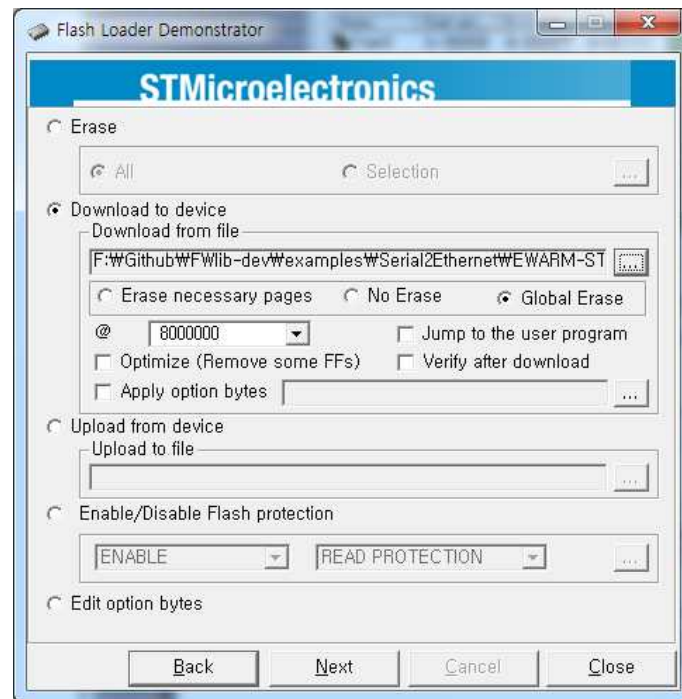 Flash Loader Demonstrator
STMicroelectronics
Erase
All Selection ...
Download to device
Download from file
F:₩Github₩FWlib-dev₩examples₩Serial2Ethernet₩EWARM-ST ...
Erase necessary pages No Erase Global Erase
@ 8000000 Jump to the user program
Optimize (Remove some FFs) Verify after download
Apply option bytes ...
Upload from device
Upload to file
...
Enable/Disable Flash protection
ENABLE READ PROTECTION ...
Edit option bytes
Back Next Cancel Close